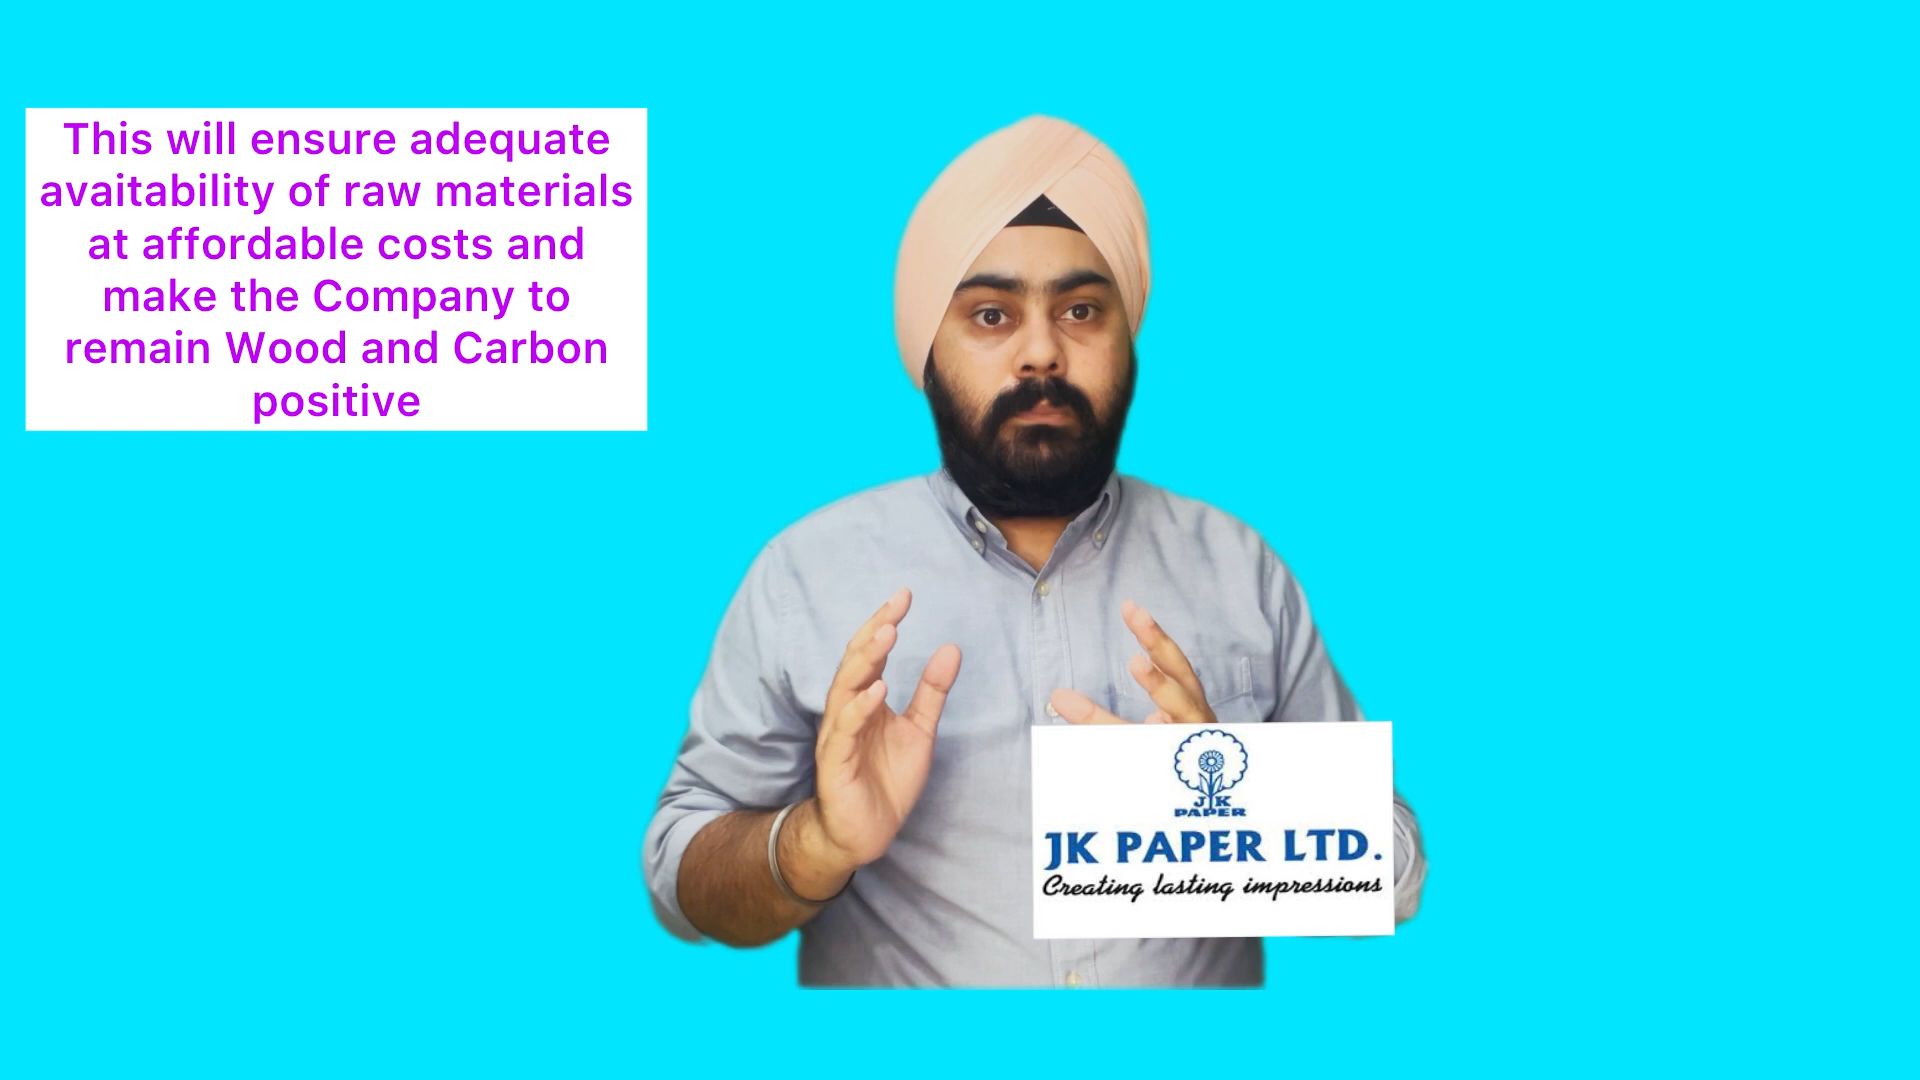 This will ensure adequate
avaitability of raw materials
at affordable costs and
make the Company to
remain Wood and Carbon
positive
JK
PAPER
JK PAPER LTD.
Creating lasting impressions